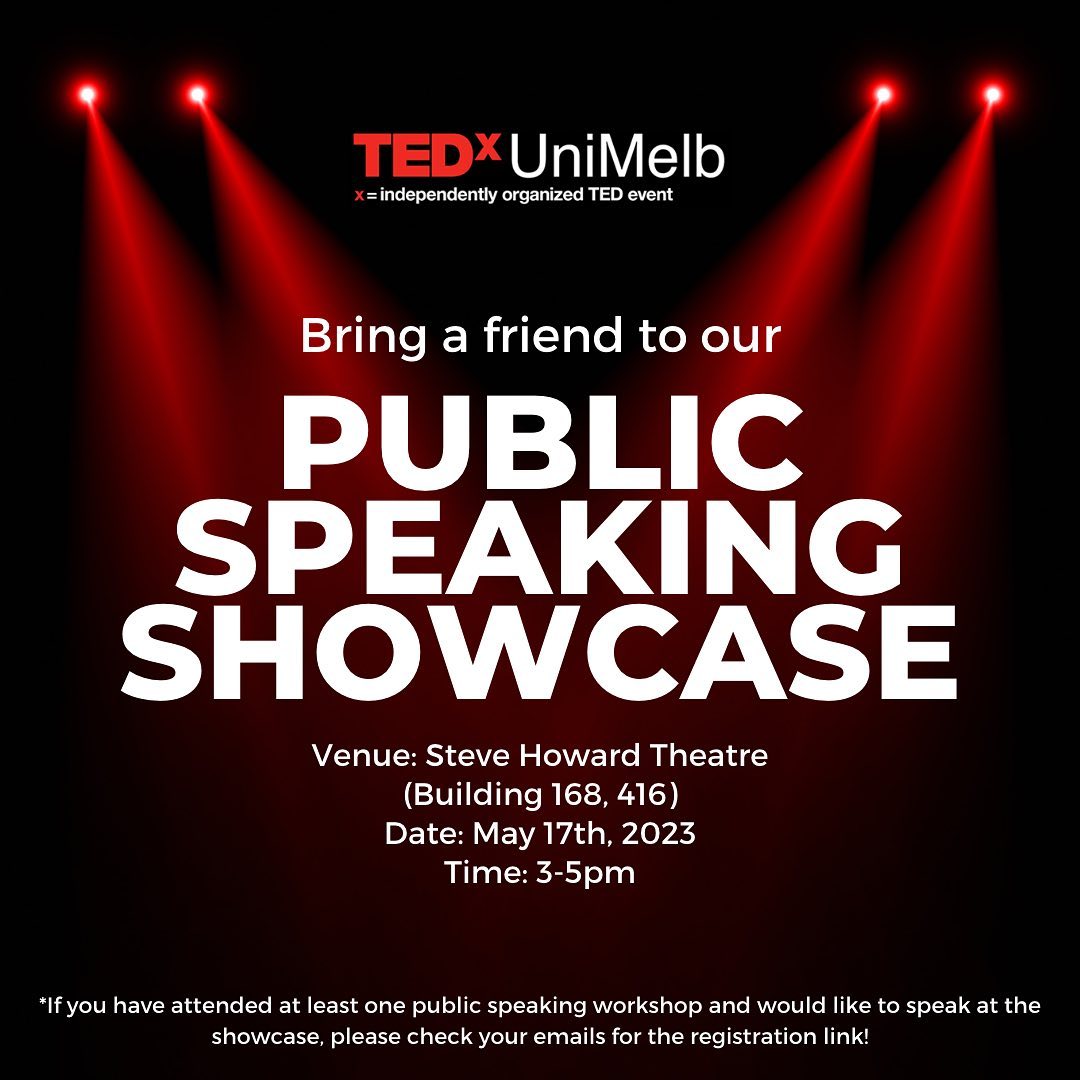 TEDx UniMelb
x = independently organized TED event
Bring a friend to our
PUBLIC
SPEAKING
SHOWCASE
Venue: Steve Howard Theatre
(Building 168, 416)
Date: May 17th, 2023
Time: 3-5pm
*If you have attended at least one public speaking workshop and would like to speak at the
showcase, please check your emails for the registration link!